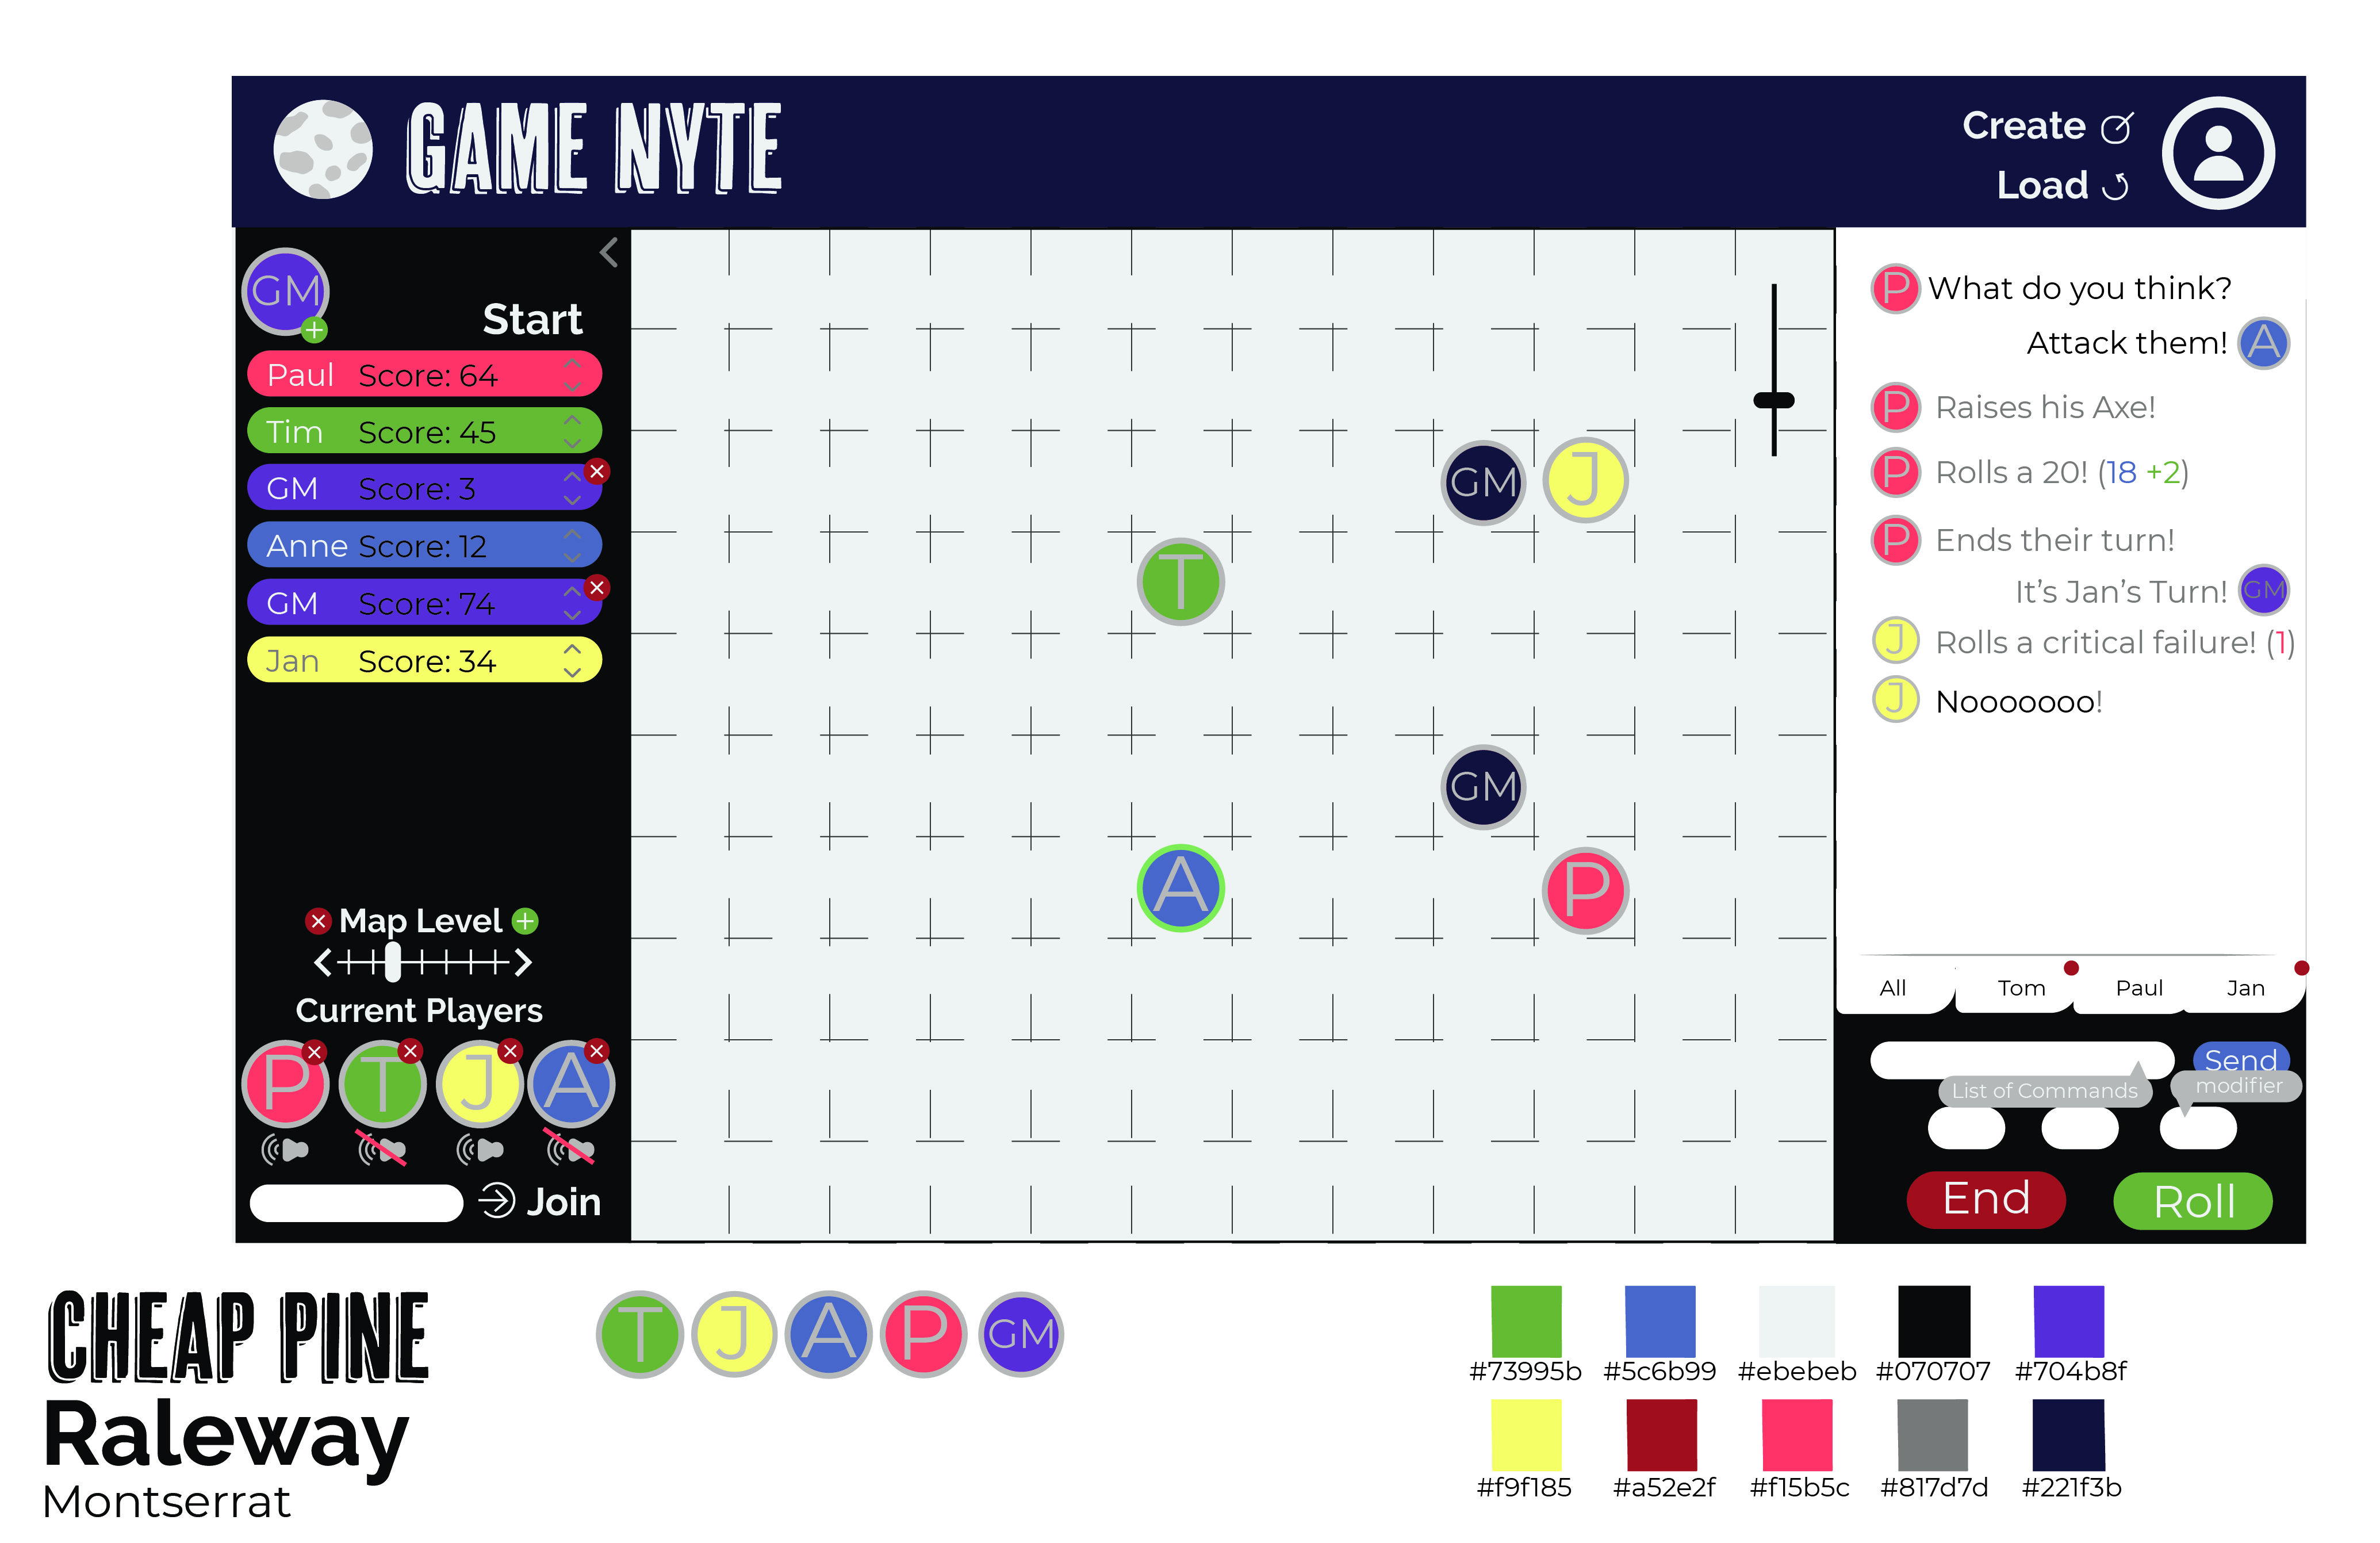 GAME NYTE
Create
Load
GM
Start
Paul Score: 64
Tim Score: 45
GM Score: 3
Anne Score: 12
GM Score: 74
Jan Score: 34
Map Level
Current Players
P T J A
Join
GM J
T
GM
A P
P What do you think?
Attack them! A
P Raises his Axe!
P Rolls a 20! (18 +2)
P Ends their turn!
It’s Jan’s Turn! GM
J Rolls a critical failure! (1)
J Nooooooo!
All Tom Paul Jan
Send
List of Commands modifier
End Roll
CHEAP PINE
Raleway
Montserrat
T J A P GM
#73995b #5c6b99 #ebebeb #070707 #704b8f
#f9f185 #a52e2f #f15b5c #817d7d #221f3b